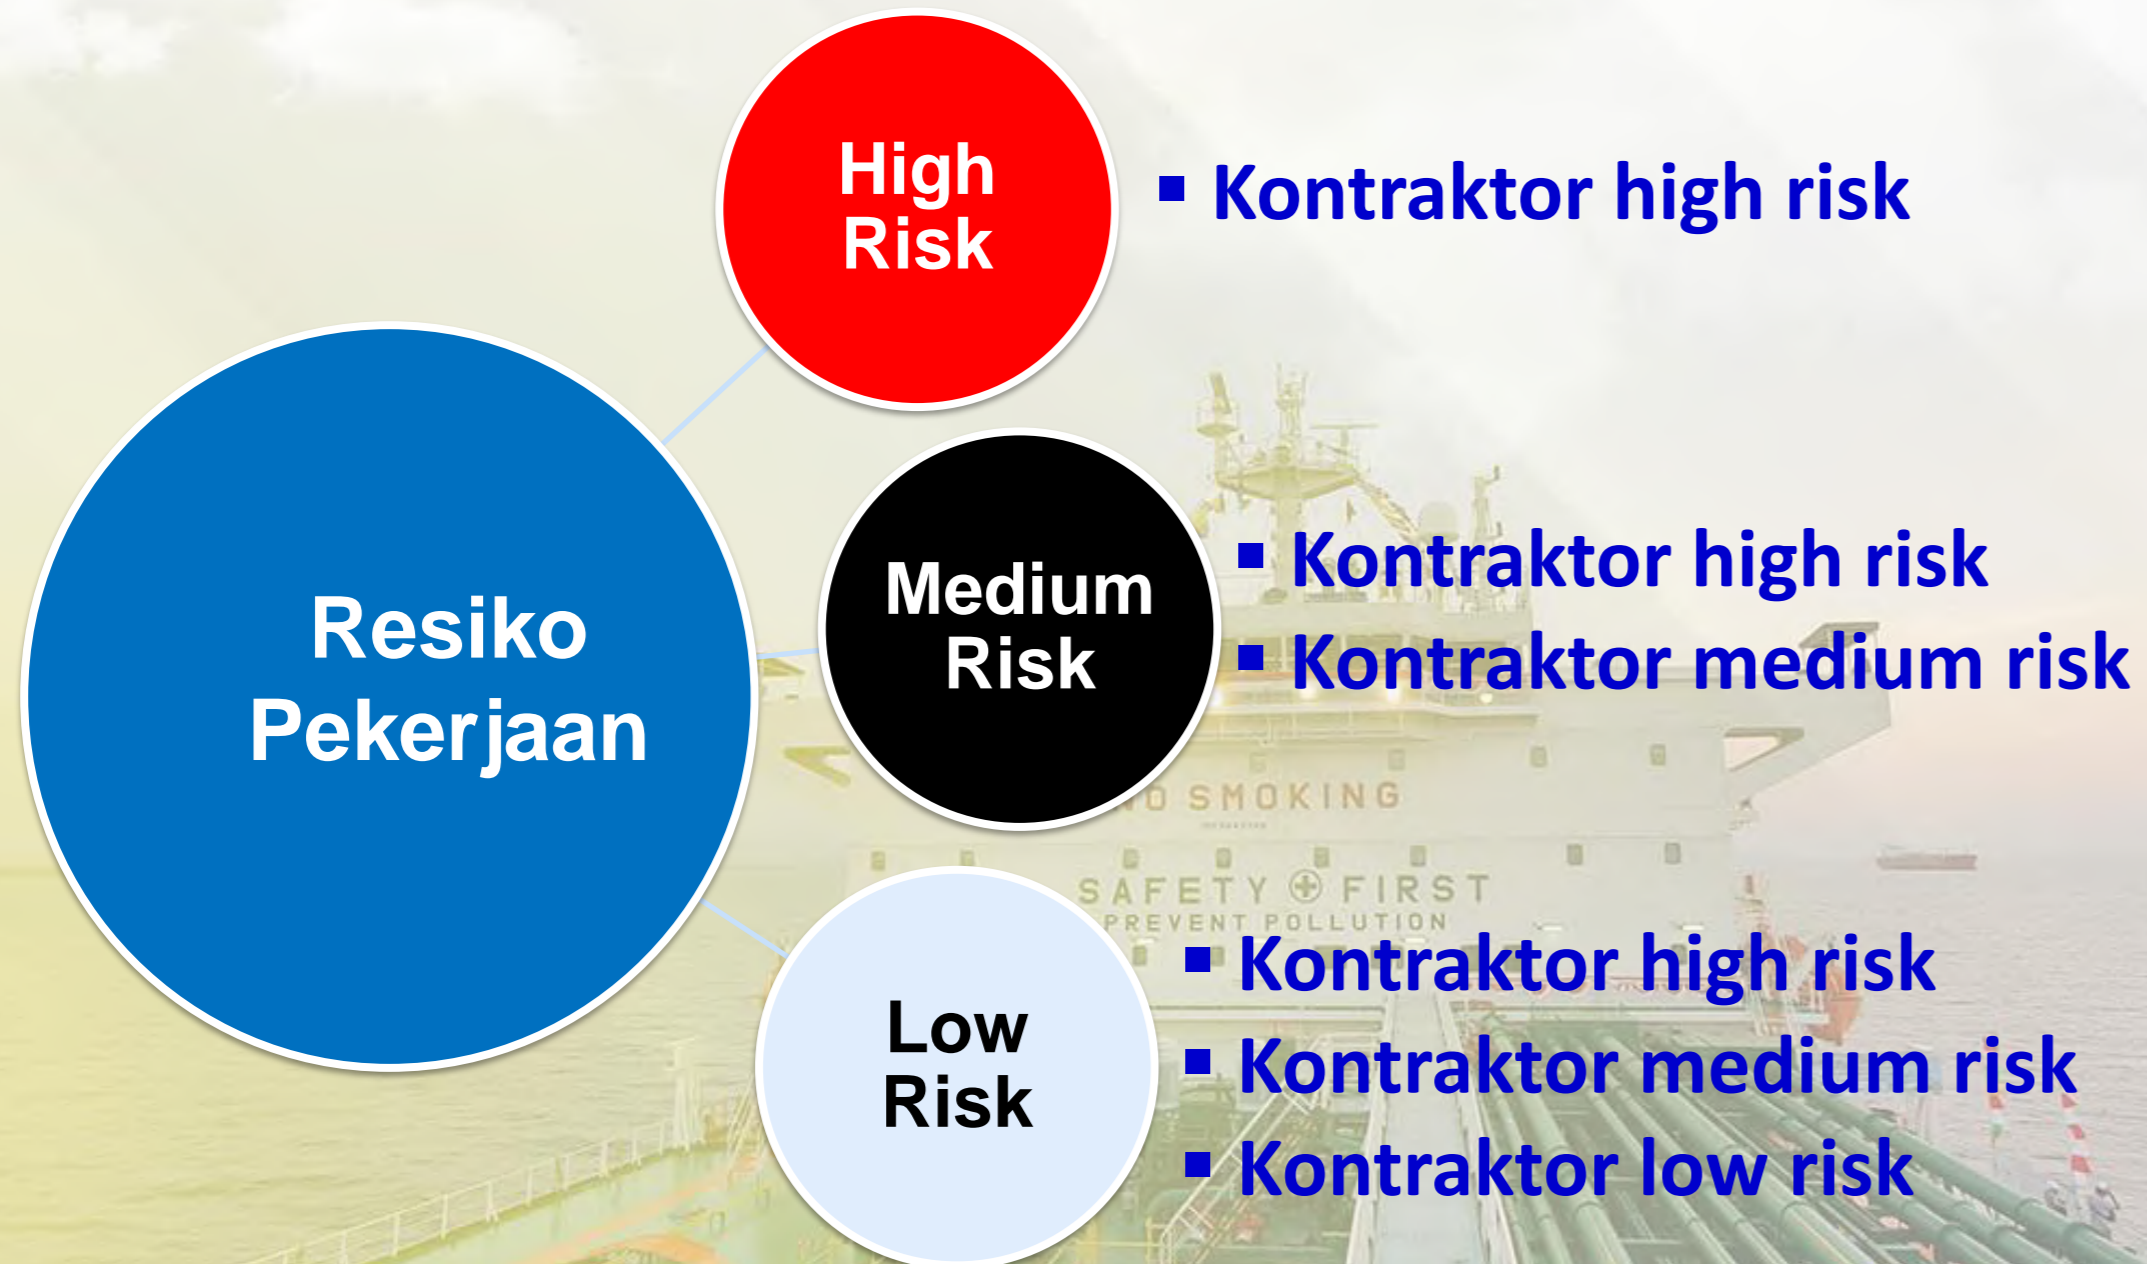 High
Risk
▪ Kontraktor high risk
Resiko
Pekerjaan
Medium
Risk
▪ Kontraktor high risk
▪ Kontraktor medium risk
NO SMOKING
SAFETY FIRST
PREVENT POLLUTION
Low
Risk
▪ Kontraktor high risk
▪ Kontraktor medium risk
▪ Kontraktor low risk